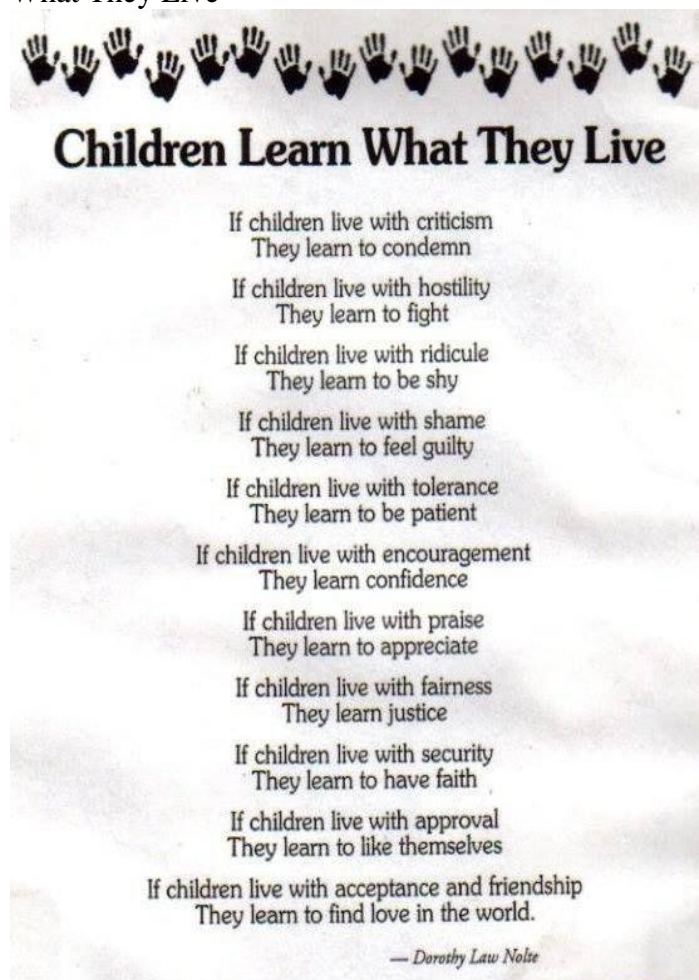 What They Live
Children Learn What They Live
If children live with criticism
They learn to condemn
If children live with hostility
They learn to fight
If children live with ridicule
They learn to be shy
If children live with shame
They learn to feel guilty
If children live with tolerance
They learn to be patient
If children live with encouragement
They learn confidence
If children live with praise
They learn to appreciate
If children live with fairness
They learn justice
If children live with security
They learn to have faith
If children live with approval
They learn to like themselves
If children live with acceptance and friendship
They learn to find love in the world.
— Dorothy Law Nolte